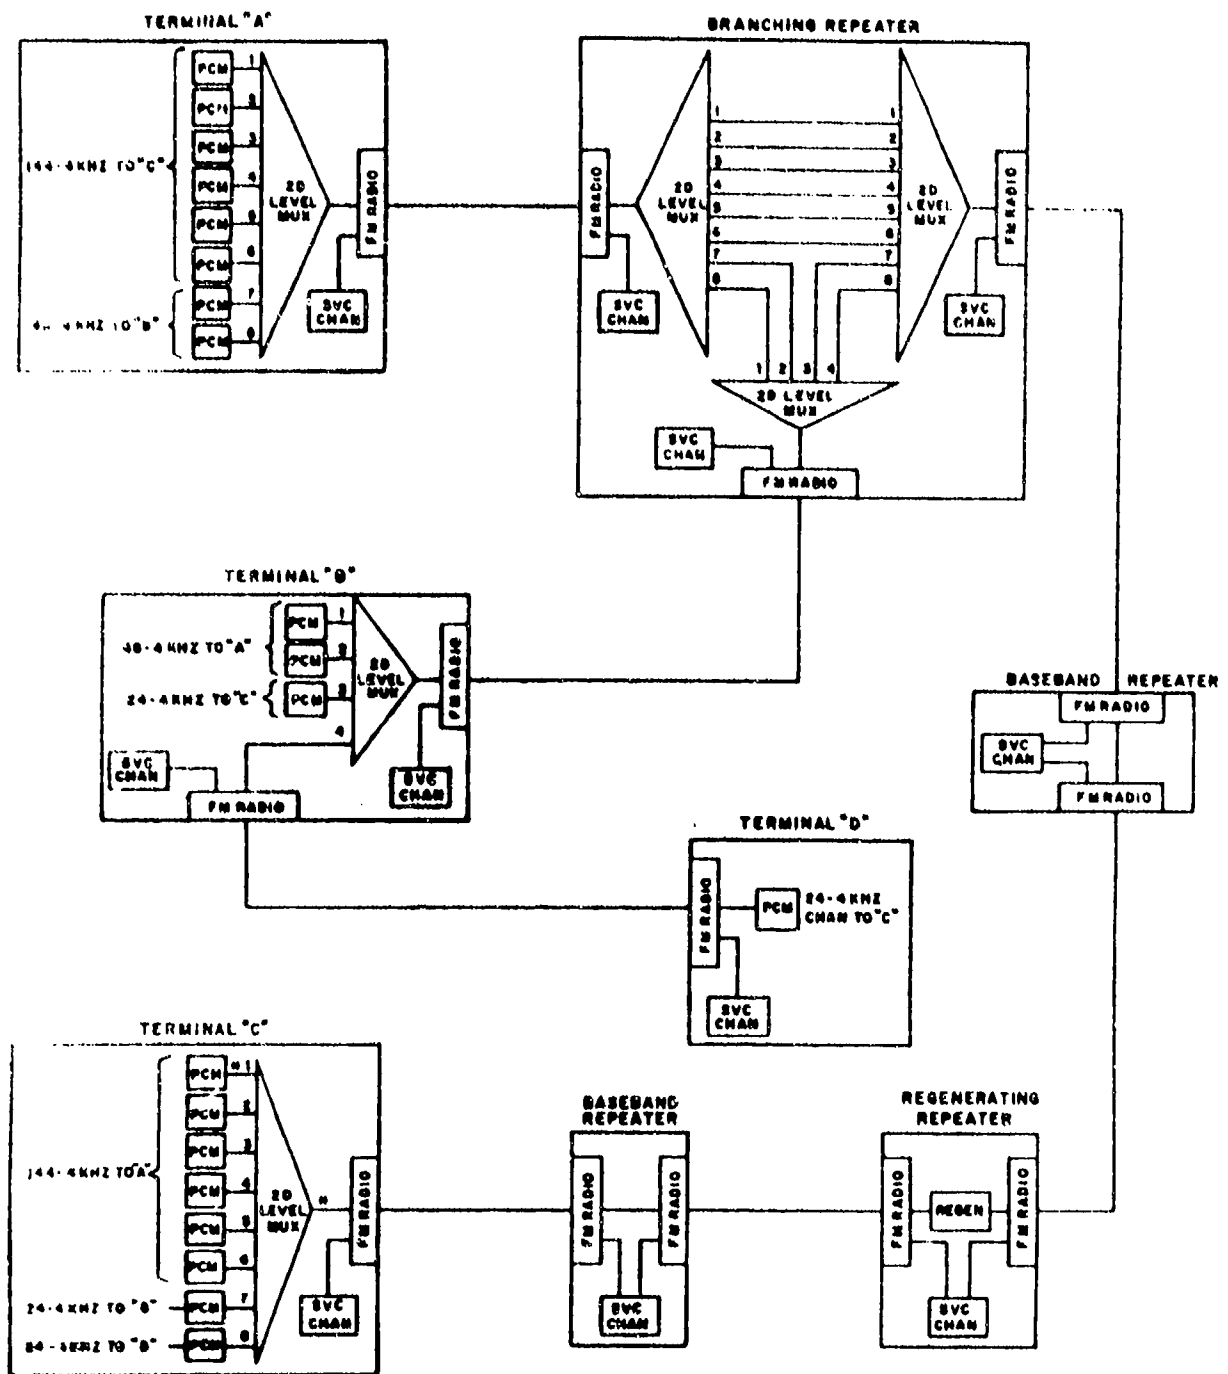 TERMINAL "A"
PCM
1
PCM
2
PCM
3
144-4KHZ TO "C"
PCM
4
PCM
5
PCM
6
PCM
7
TO "B"
PCM
8
2D
LEVEL
MUX
FM RADIO
SVC
CHAN
BRANCHING REPEATER
FM RADIO
SVC
CHAN
2D
LEVEL
MUX
1
2
3
4
5
6
7
8
1
2
3
4
5
6
7
8
2D
LEVEL
MUX
FM RADIO
SVC
CHAN
1 2 3 4
2D LEVEL
MUX
SVC
CHAN
FM RADIO
TERMINAL "B"
48-4KHZ TO "A"
PCM
1
PCM
2
24-4KHZ TO "C"
PCM
3
4
2D
LEVEL
MUX
FM RADIO
SVC
CHAN
SVC
CHAN
FM RADIO
BASEBAND REPEATER
FM RADIO
SVC
CHAN
FM RADIO
TERMINAL "D"
FM RADIO
PCM
24-4KHZ
CHAN TO "C"
SVC
CHAN
TERMINAL "C"
PCM
1
PCM
2
PCM
3
144-4KHZ TO "A"
PCM
4
PCM
5
PCM
6
24-4KHZ TO "B"
PCM
7
PCM
8
2D
LEVEL
MUX
FM RADIO
SVC
CHAN
BASEBAND
REPEATER
FM RADIO
FM RADIO
SVC
CHAN
REGENERATING
REPEATER
FM RADIO
REGEN
FM RADIO
SVC
CHAN